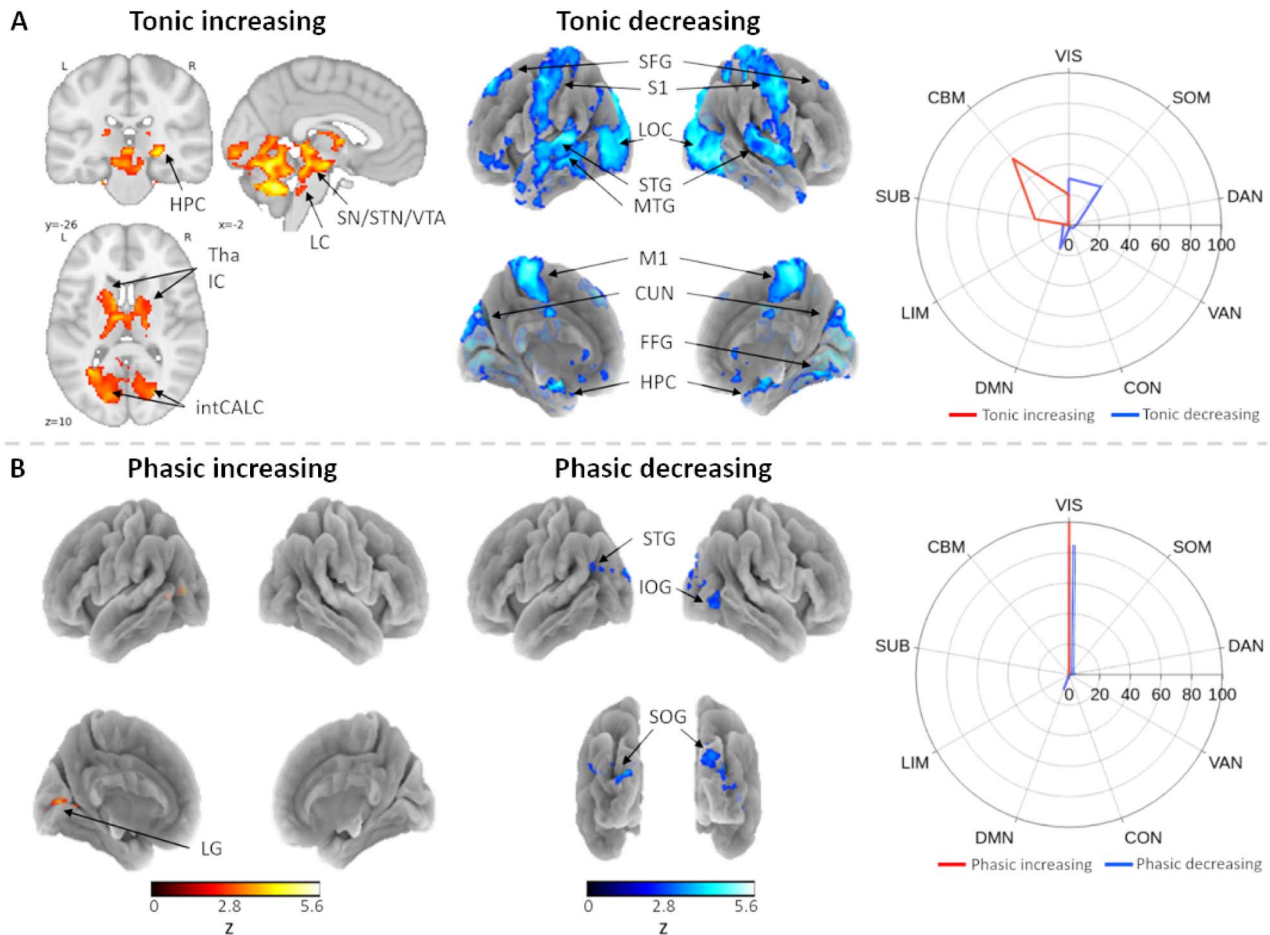 A
Tonic increasing
L
R
HPC
y=-26
x=-2
LC
SN/STN/VTA
L
R
Tha
IC
intCALC
z=10
Tonic decreasing
SFG
S1
LOC
STG
MTG
M1
CUN
FFG
HPC
VIS
CBM
SOM
SUB
DAN
0 20 40 60 80 100
LIM
VAN
DMN
CON
Tonic increasing
Tonic decreasing
B
Phasic increasing
LG
0 2.8 5.6
z
Phasic decreasing
STG
IOG
SOG
0 2.8 5.6
z
VIS
CBM
SOM
SUB
DAN
0 20 40 60 80 100
LIM
VAN
DMN
CON
Phasic increasing
Phasic decreasing